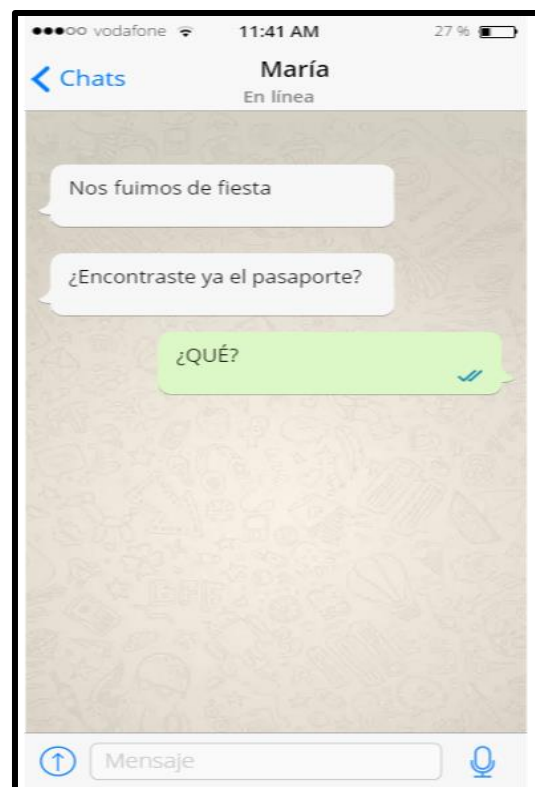 vodafone 11:41 AM 27 %
Chats María
En línea
Nos fuimos de fiesta
¿Encontraste ya el pasaporte?
¿QUÉ?
Mensaje